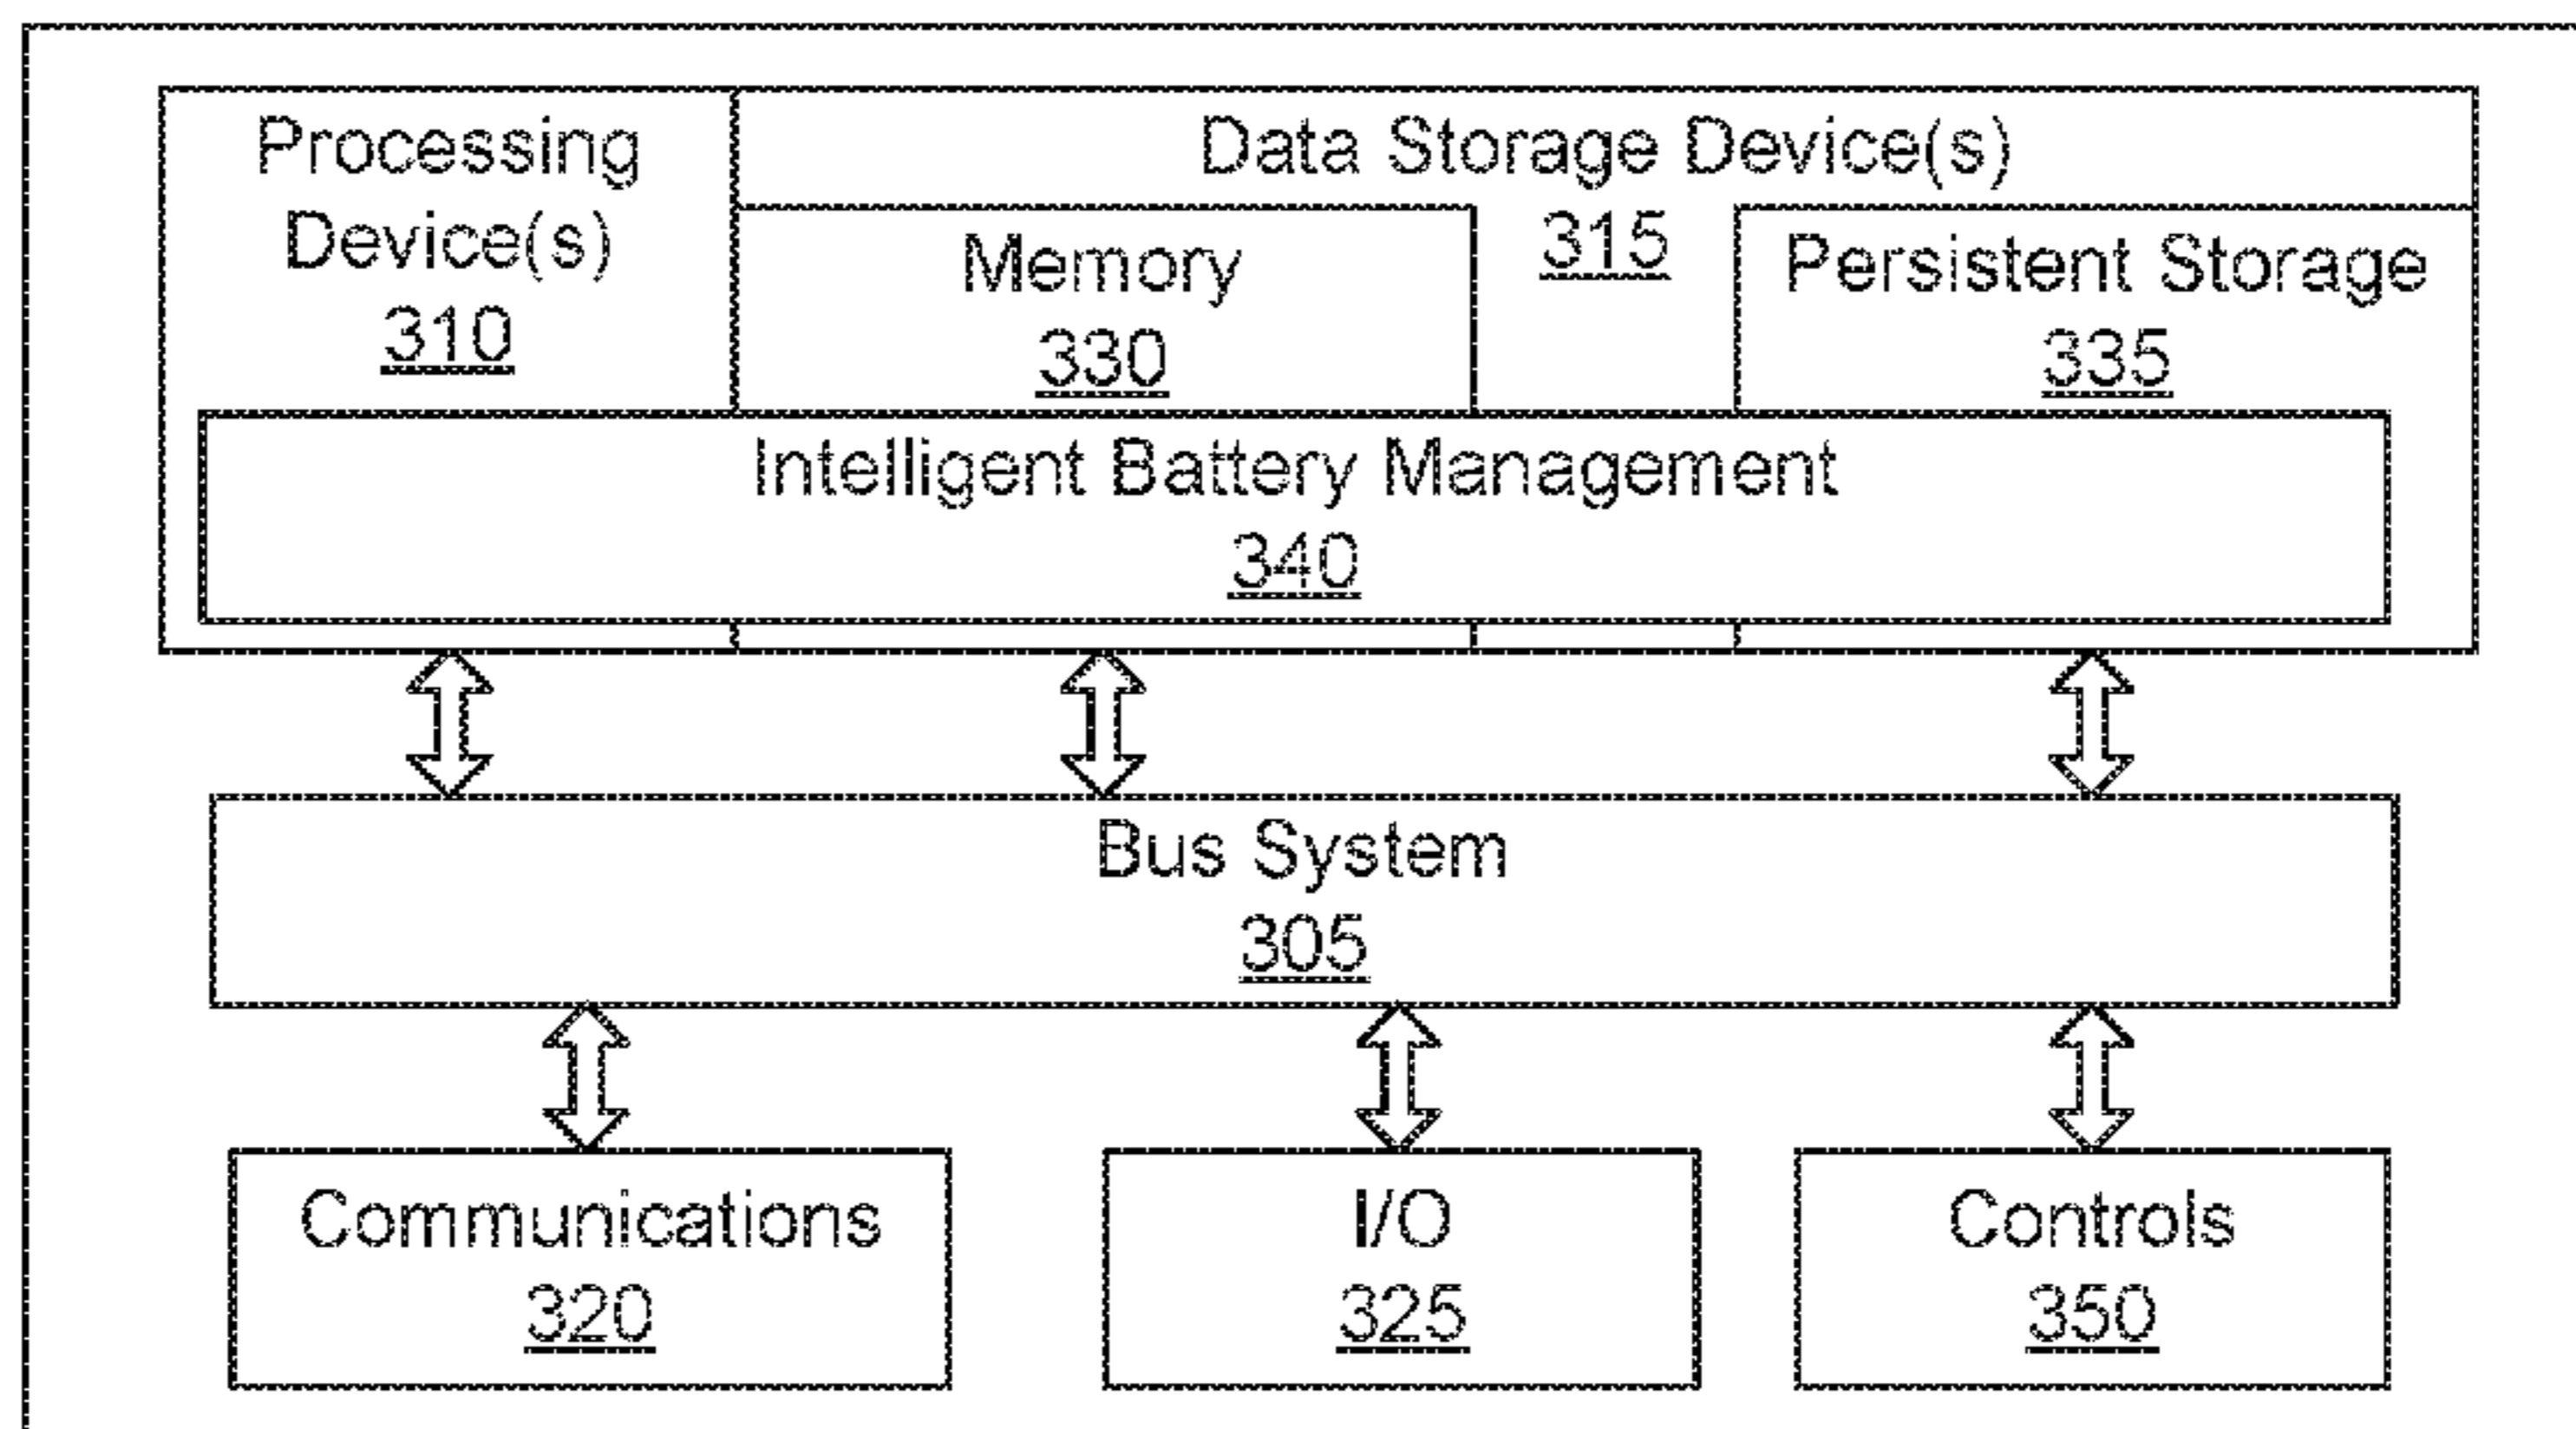 Processing
Device(s)
310
Data Storage Device(s)
315
Memory
330
Persistent Storage
335
Intelligent Battery Management
340
Bus System
305
Communications
320
I/O
325
Controls
350